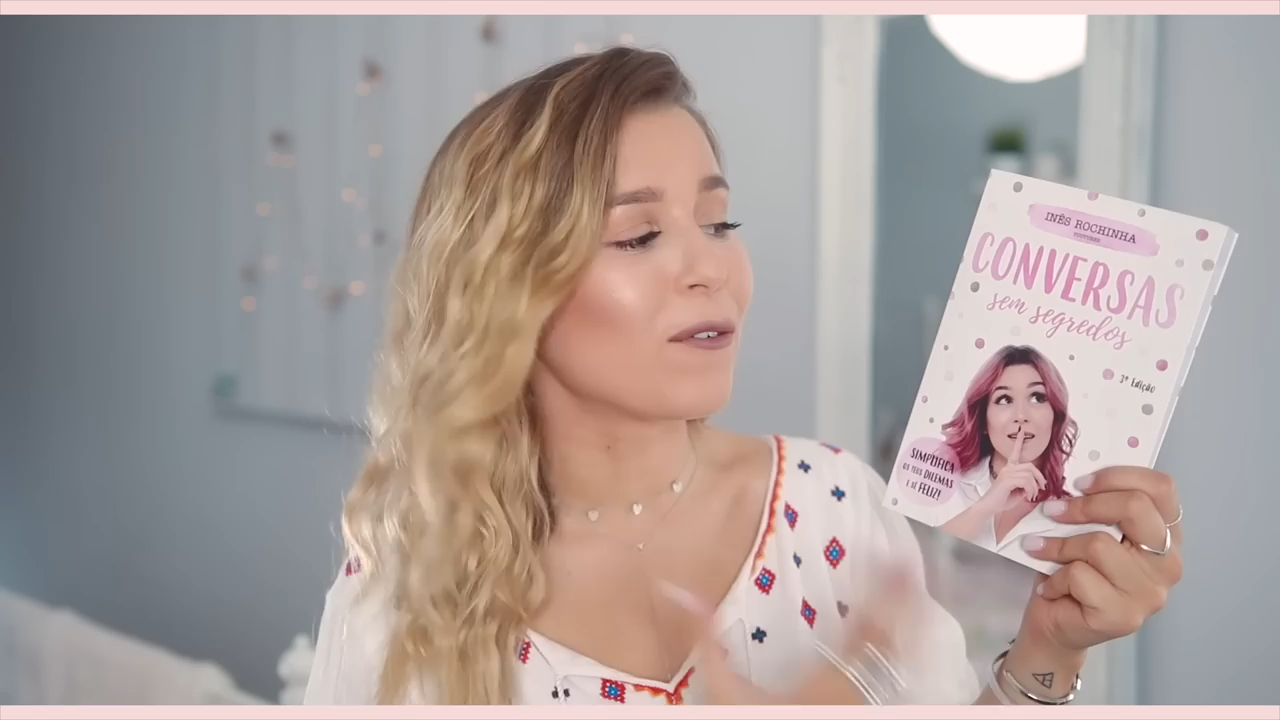 INÊS ROCHINHA
CONVERSAS
sem segredos
3ª Edição
SIMPLIFICA
OS TEUS DILEMAS
E SÊ FELIZ!